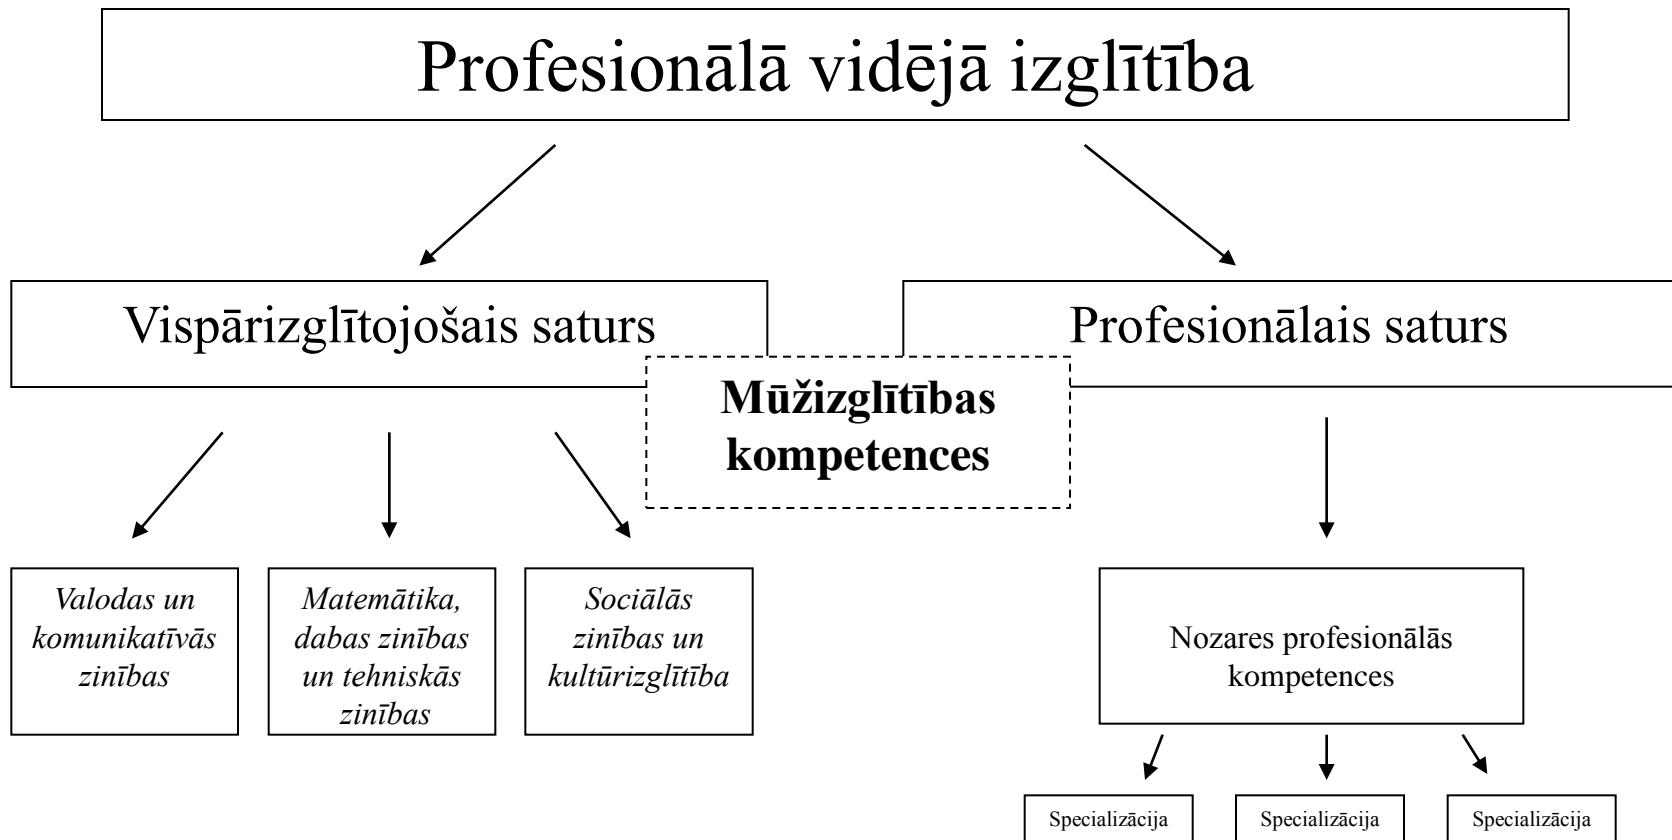 Profesionālā vidējā izglītība
Vispārizglītojošais saturs
Profesionālais saturs
Mūžizglītības
kompetences
Valodas un
komunikatīvās
zinības
Matemātika,
dabas zinības
un tehniskās
zinības
Sociālās
zinības un
kultūrizglītība
Nozares profesionālās
kompetences
Specializācija
Specializācija
Specializācija